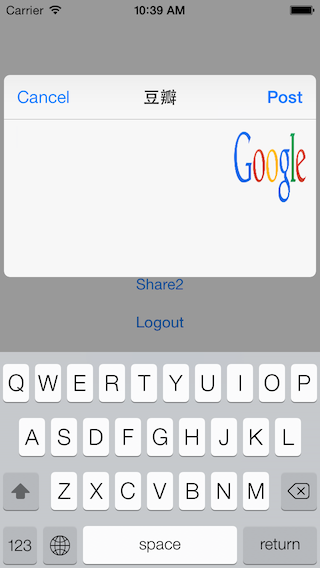 Carrier 10:39 AM
Cancel 豆瓣 Post
Google
Share2
Logout
Q W E R T Y U I O P
A S D F G H J K L
Z X C V B N M
123 space return